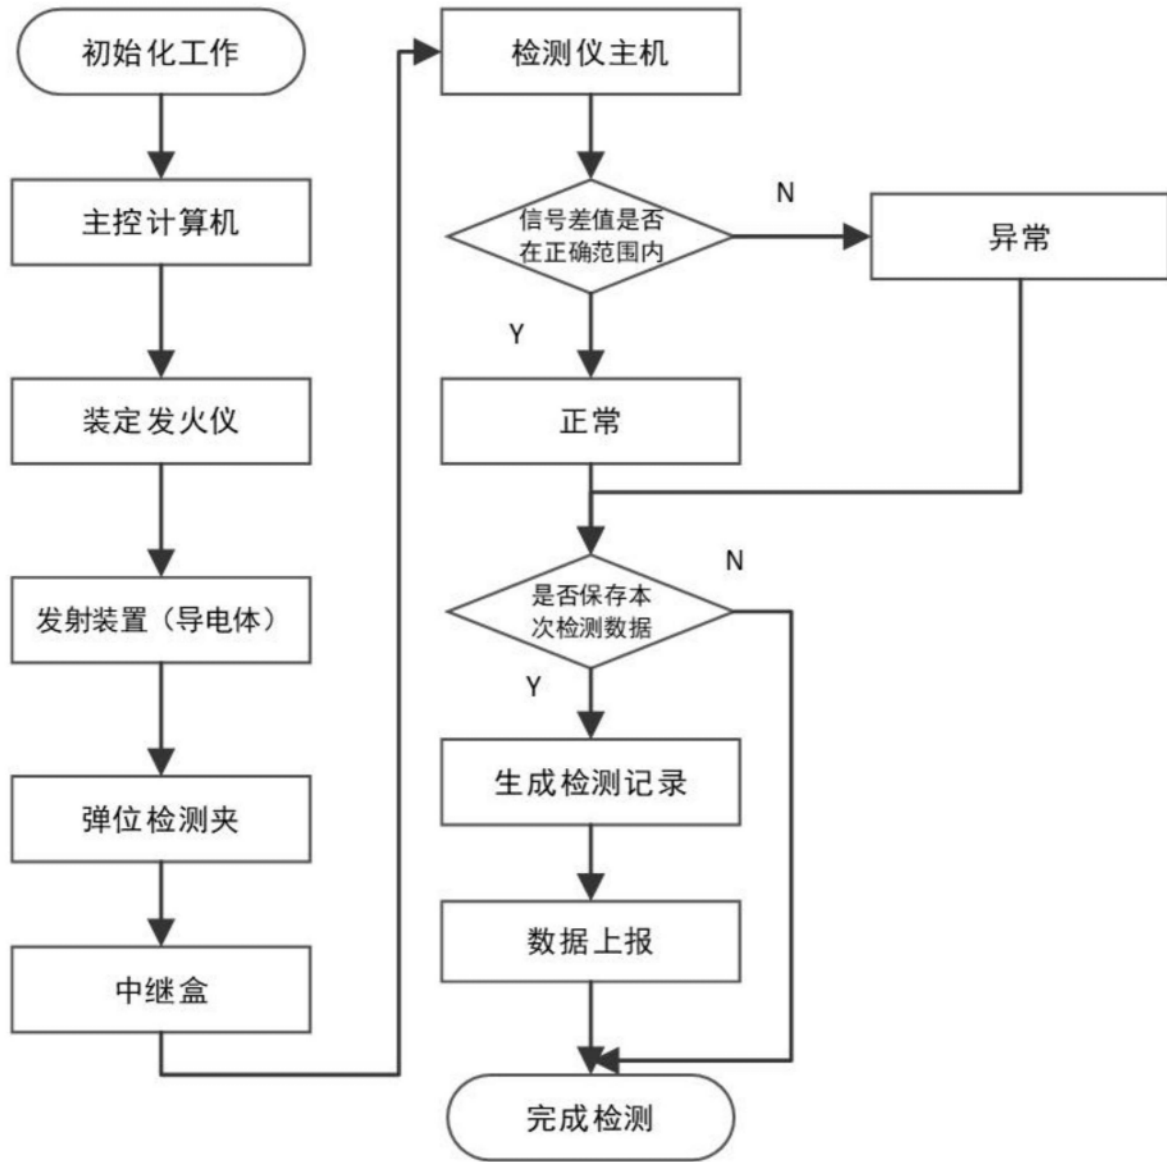 初始化工作
主控计算机
装定发火仪
发射装置（导电体）
弹位检测夹
中继盒
检测仪主机
信号差值是否
在正确范围内
N
异常
Y
正常
是否保存本
次检测数据
N
Y
生成检测记录
数据上报
完成检测